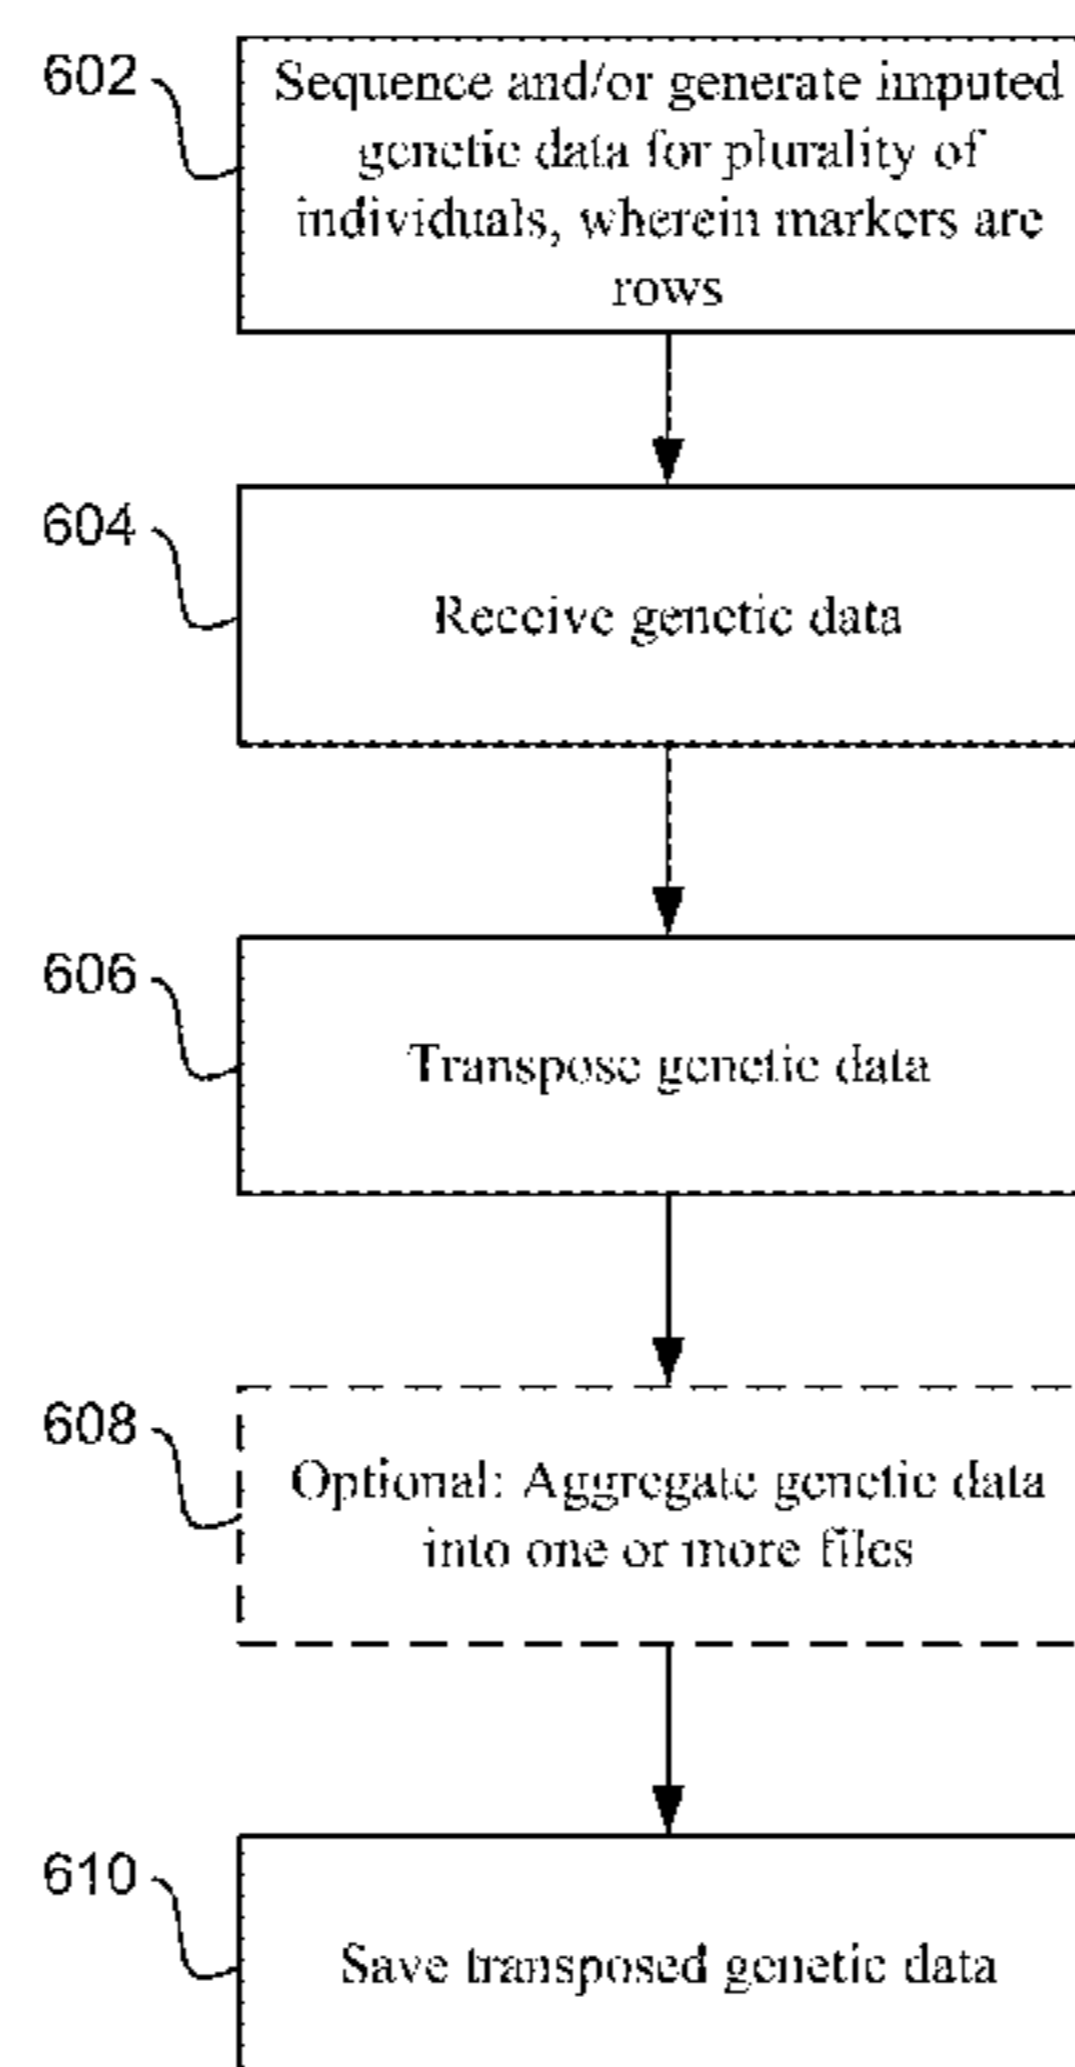 602
Sequence and/or generate imputed
genetic data for plurality of
individuals, wherein markers are
rows
604
Receive genetic data
606
Transpose genetic data
608
Optional: Aggregate genetic data
into one or more files
610
Save transposed genetic data